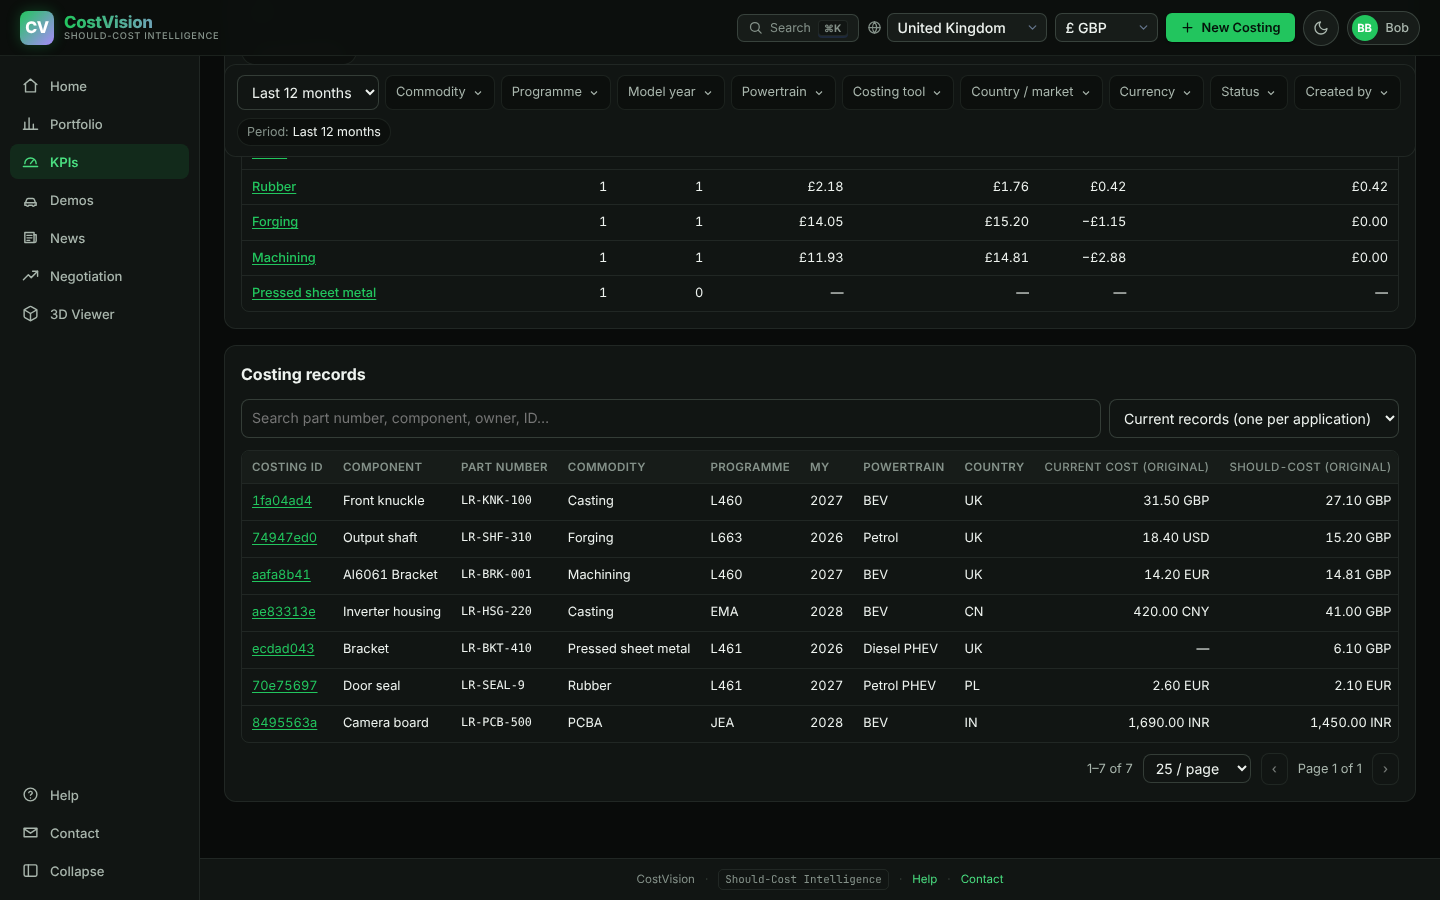 CV CostVision
SHOULD-COST INTELLIGENCE
Search ⌘K
United Kingdom
£ GBP
+ New Costing
BB Bob
Home
Portfolio
KPIs
Demos
News
Negotiation
3D Viewer
Help
Contact
Collapse
Last 12 months Commodity Programme Model year Powertrain Costing tool Country / market Currency Status Created by
Period: Last 12 months
Rubber 1 1 £2.18 £1.76 £0.42 £0.42
Forging 1 1 £14.05 £15.20 −£1.15 £0.00
Machining 1 1 £11.93 £14.81 −£2.88 £0.00
Pressed sheet metal 1 0 — — — —
Costing records
Search part number, component, owner, ID...
Current records (one per application)
COSTING ID COMPONENT PART NUMBER COMMODITY PROGRAMME MY POWERTRAIN COUNTRY CURRENT COST (ORIGINAL) SHOULD-COST (ORIGINAL)
1fa04ad4 Front knuckle LR-KNK-100 Casting L460 2027 BEV UK 31.50 GBP 27.10 GBP
74947ed0 Output shaft LR-SHF-310 Forging L663 2026 Petrol UK 18.40 USD 15.20 GBP
aafa8b41 Al6061 Bracket LR-BRK-001 Machining L460 2027 BEV UK 14.20 EUR 14.81 GBP
ae83313e Inverter housing LR-HSG-220 Casting EMA 2028 BEV CN 420.00 CNY 41.00 GBP
ecdad043 Bracket LR-BKT-410 Pressed sheet metal L461 2026 Diesel PHEV UK — 6.10 GBP
70e75697 Door seal LR-SEAL-9 Rubber L461 2027 Petrol PHEV PL 2.60 EUR 2.10 EUR
8495563a Camera board LR-PCB-500 PCBA JEA 2028 BEV IN 1,690.00 INR 1,450.00 INR
1–7 of 7 25 / page ‹ Page 1 of 1 ›
CostVision · Should-Cost Intelligence · Help · Contact